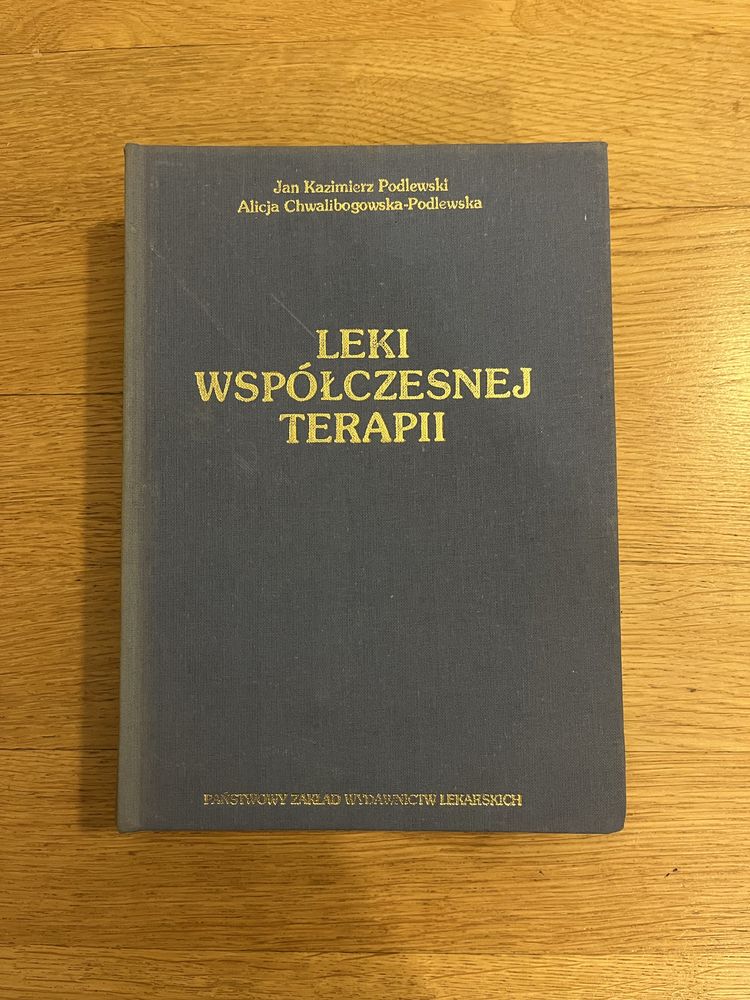 Jan Kazimierz Podlewski
Alicja Chwalibogowska-Podlewska
LEKI
WSPÓŁCZESNEJ
TERAPII
PAŃSTWOWY ZAKŁAD WYDAWNICTW LEKARSKICH